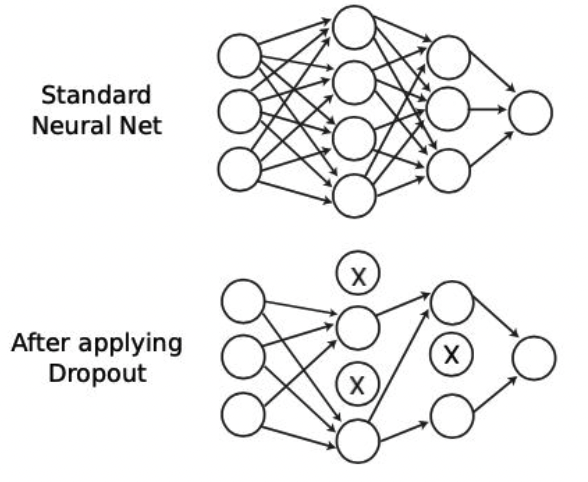 Standard
Neural Net
X
After applying
Dropout
X
X